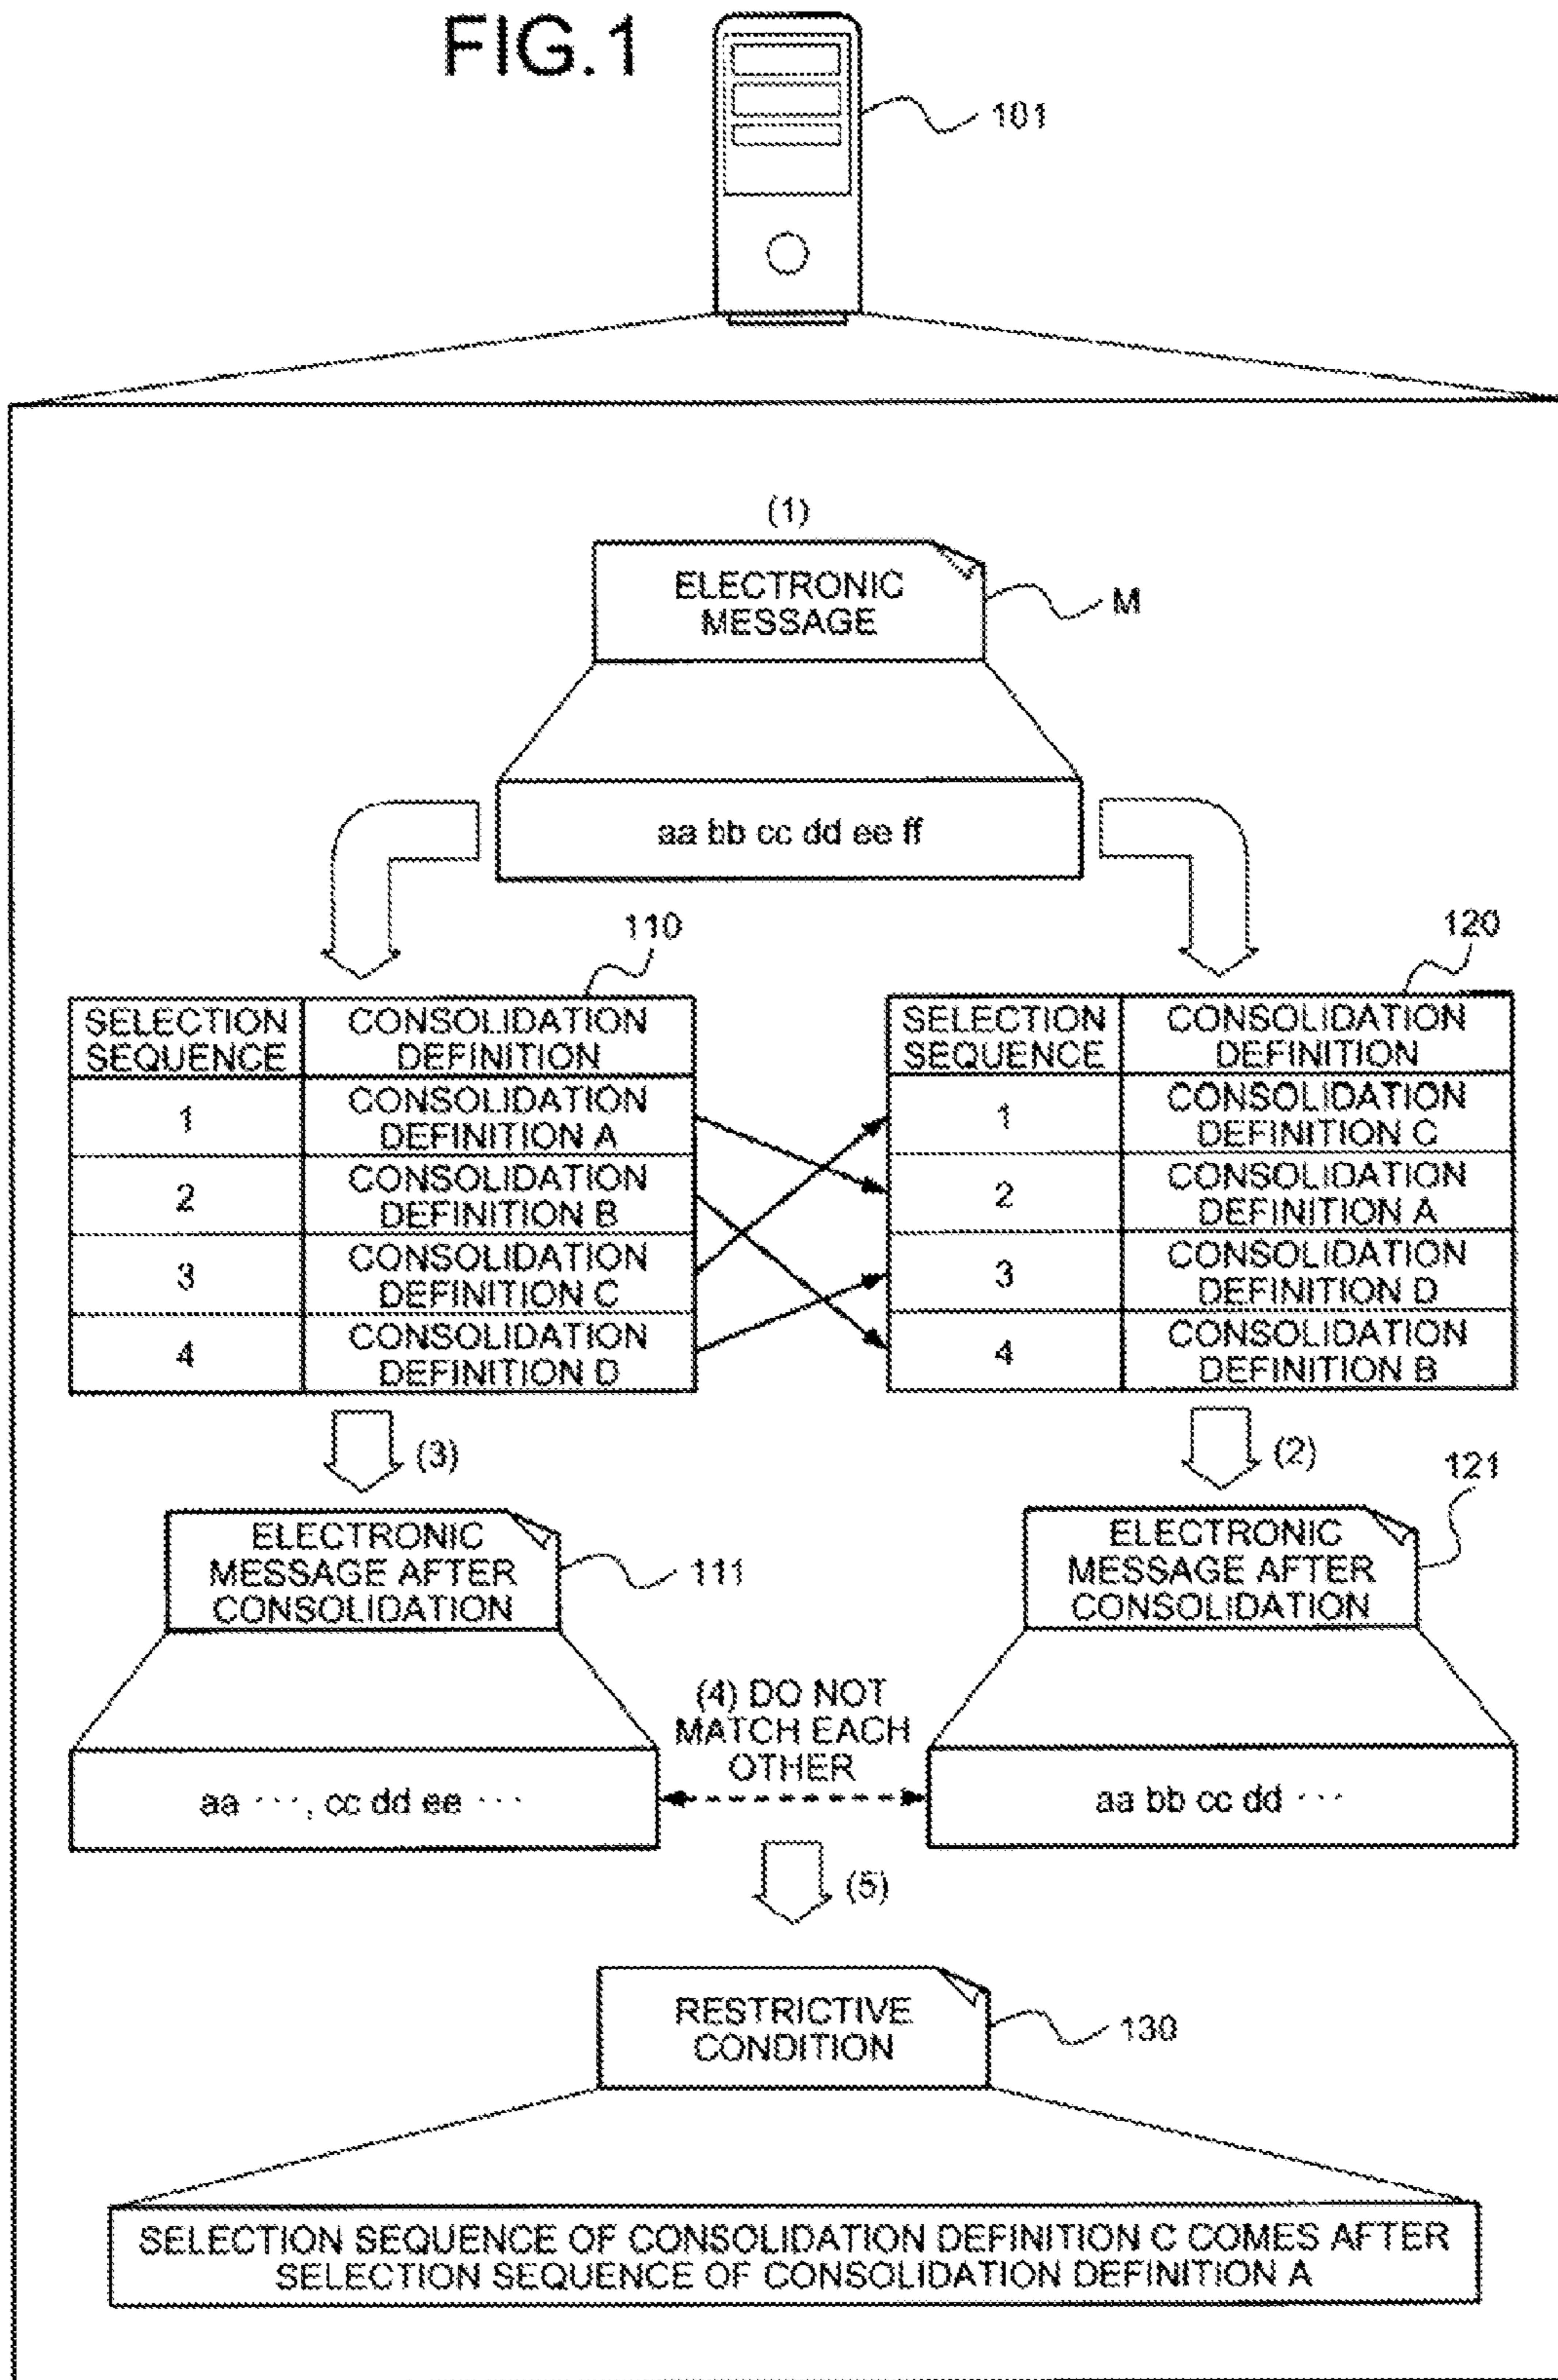 FIG.1
101
(1)
ELECTRONIC
MESSAGE
M
aa bb cc dd ee ff
110
SELECTION
SEQUENCE
CONSOLIDATION
DEFINITION
1
CONSOLIDATION
DEFINITION A
2
CONSOLIDATION
DEFINITION B
3
CONSOLIDATION
DEFINITION C
4
CONSOLIDATION
DEFINITION D
120
SELECTION
SEQUENCE
CONSOLIDATION
DEFINITION
1
CONSOLIDATION
DEFINITION C
2
CONSOLIDATION
DEFINITION A
3
CONSOLIDATION
DEFINITION D
4
CONSOLIDATION
DEFINITION B
(3)
(2)
ELECTRONIC
MESSAGE AFTER
CONSOLIDATION
111
ELECTRONIC
MESSAGE AFTER
CONSOLIDATION
121
(4) DO NOT
MATCH EACH
OTHER
aa ···, cc dd ee ···
aa bb cc dd ···
(5)
RESTRICTIVE
CONDITION
130
SELECTION SEQUENCE OF CONSOLIDATION DEFINITION C COMES AFTER
SELECTION SEQUENCE OF CONSOLIDATION DEFINITION A